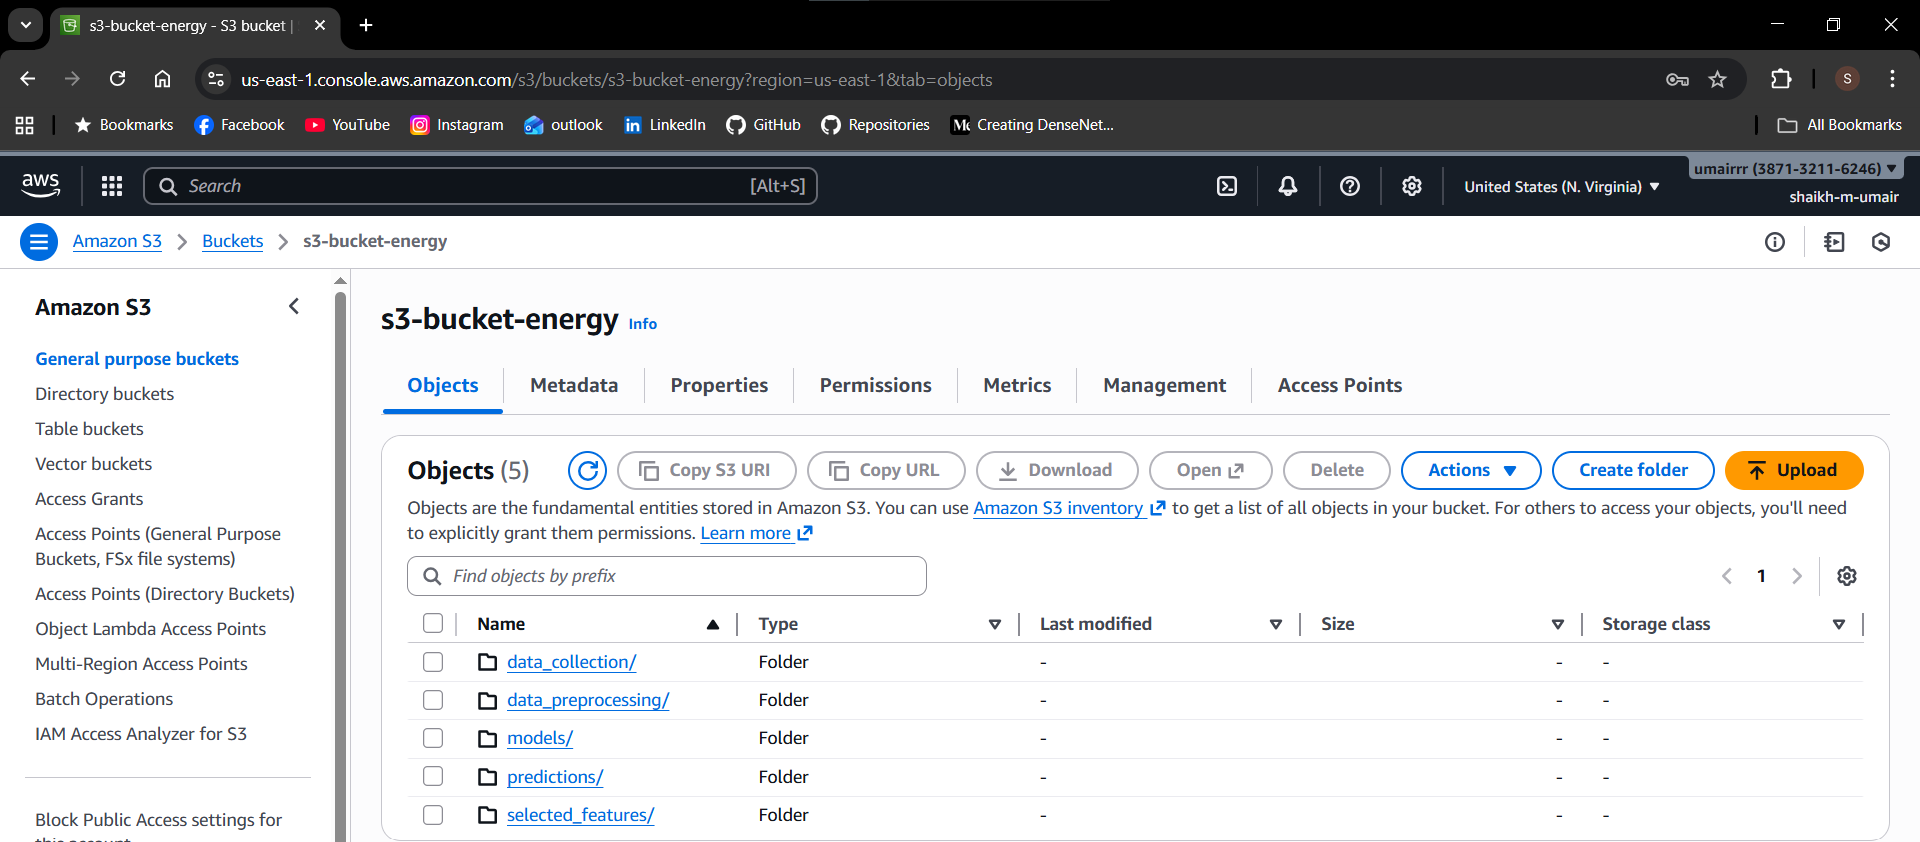 s3-bucket-energy - S3 bucket |
us-east-1.console.aws.amazon.com/s3/buckets/s3-bucket-energy?region=us-east-1&tab=objects
S
Bookmarks Facebook YouTube Instagram outlook LinkedIn GitHub Repositories Creating DenseNet... All Bookmarks
aws Search [Alt+S] United States (N. Virginia) umairrr (3871-3211-6246)
shaikh-m-umair
Amazon S3 > Buckets > s3-bucket-energy
Amazon S3
General purpose buckets
Directory buckets
Table buckets
Vector buckets
Access Grants
Access Points (General Purpose
Buckets, FSx file systems)
Access Points (Directory Buckets)
Object Lambda Access Points
Multi-Region Access Points
Batch Operations
IAM Access Analyzer for S3
Block Public Access settings for
this account
s3-bucket-energy Info
Objects Metadata Properties Permissions Metrics Management Access Points
Objects (5) Copy S3 URI Copy URL Download Open Delete Actions Create folder Upload
Objects are the fundamental entities stored in Amazon S3. You can use Amazon S3 inventory to get a list of all objects in your bucket. For others to access your objects, you'll need
to explicitly grant them permissions. Learn more
Find objects by prefix 1
Name Type Last modified Size Storage class
data_collection/ Folder - - -
data_preprocessing/ Folder - - -
models/ Folder - - -
predictions/ Folder - - -
selected_features/ Folder - - -